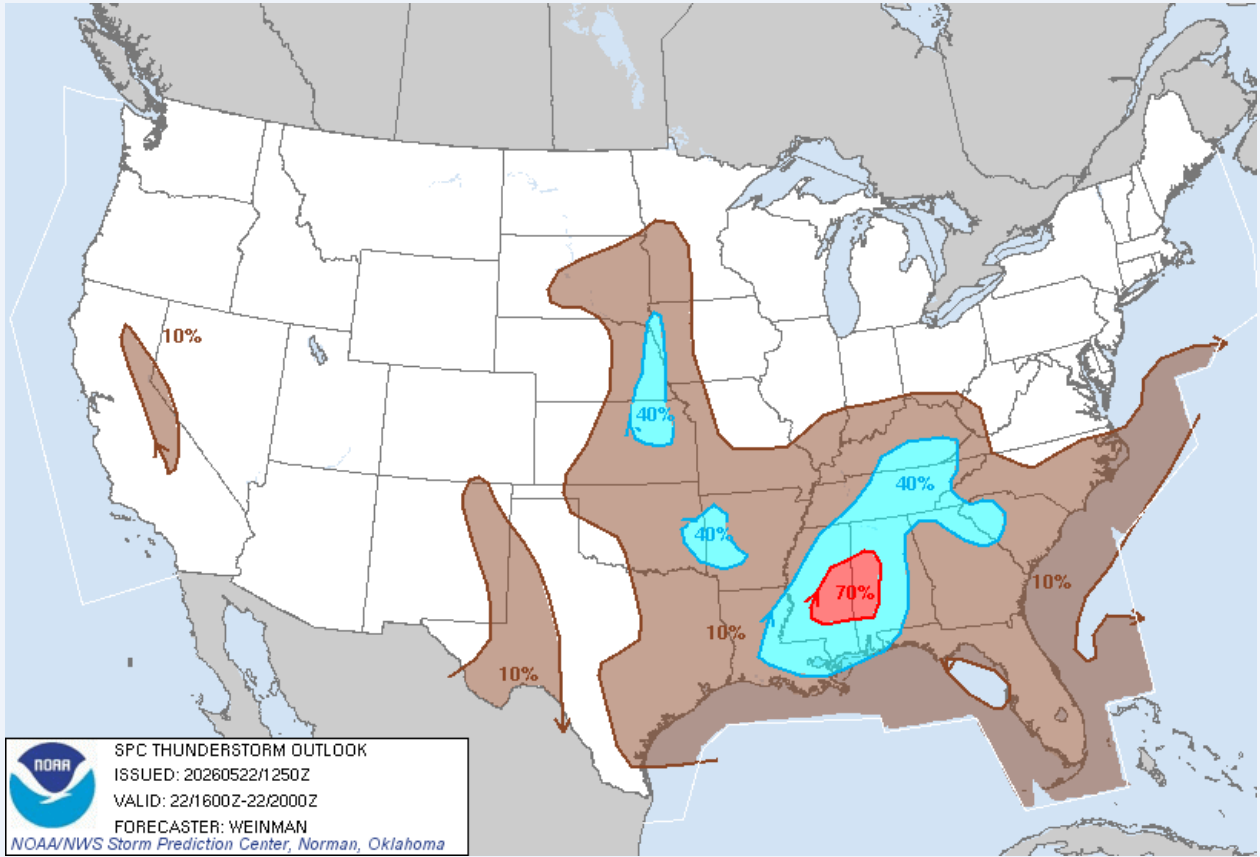 10%
40%
40%
40%
70%
10%
10%
10%
NOAA
SPC THUNDERSTORM OUTLOOK
ISSUED: 20260522/1250Z
VALID: 22/1600Z-22/2000Z
FORECASTER: WEINMAN
NOAA/NWS Storm Prediction Center, Norman, Oklahoma